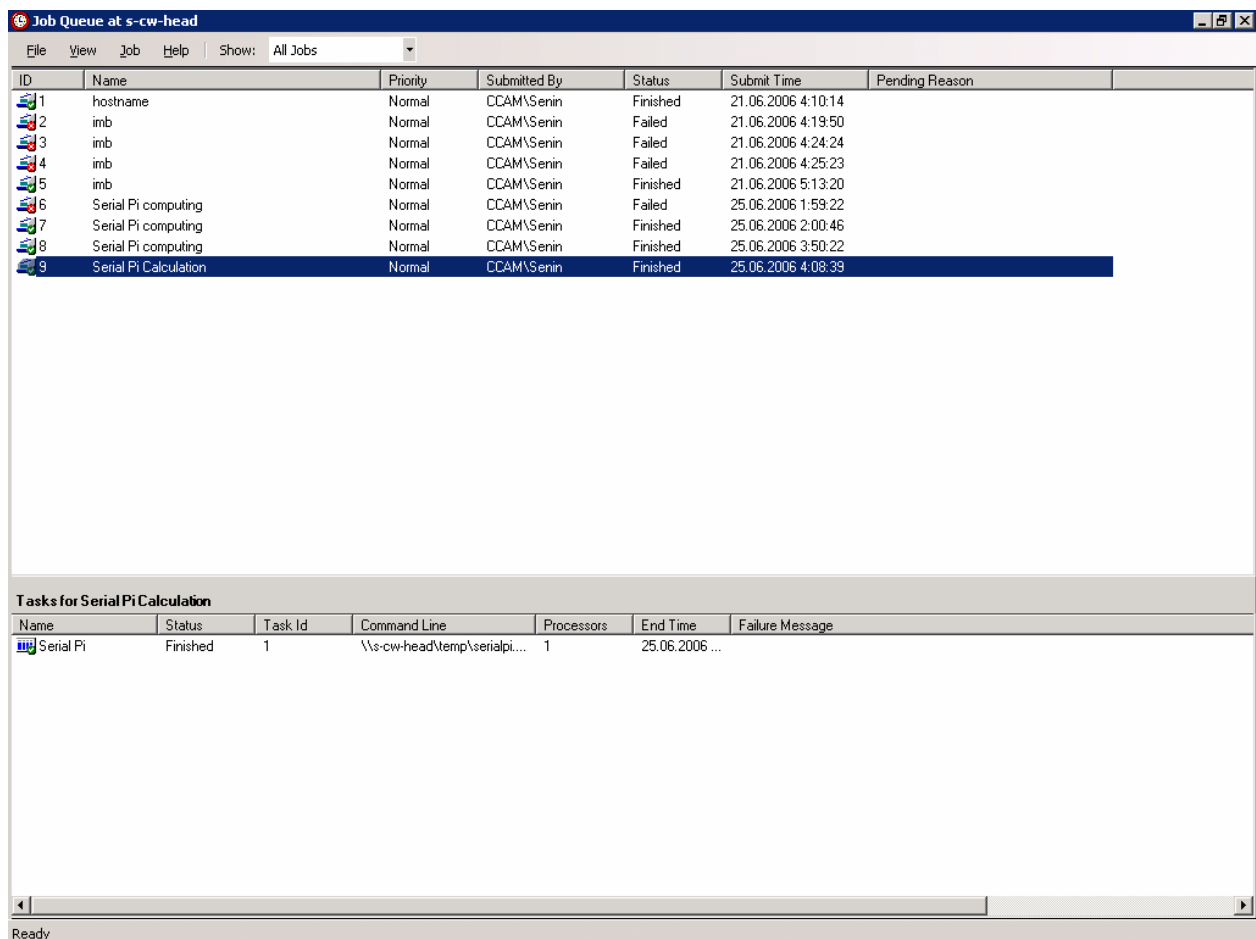 Job Queue at s-cw-head
File View Job Help Show: All Jobs
ID Name Priority Submitted By Status Submit Time Pending Reason
1 hostname Normal CCAM\Senin Finished 21.06.2006 4:10:14
2 imb Normal CCAM\Senin Failed 21.06.2006 4:19:50
3 imb Normal CCAM\Senin Failed 21.06.2006 4:24:24
4 imb Normal CCAM\Senin Failed 21.06.2006 4:25:23
5 imb Normal CCAM\Senin Finished 21.06.2006 5:13:20
6 Serial Pi computing Normal CCAM\Senin Failed 25.06.2006 1:59:22
7 Serial Pi computing Normal CCAM\Senin Finished 25.06.2006 2:00:46
8 Serial Pi computing Normal CCAM\Senin Finished 25.06.2006 3:50:22
9 Serial Pi Calculation Normal CCAM\Senin Finished 25.06.2006 4:08:39
Tasks for Serial Pi Calculation
Name Status Task Id Command Line Processors End Time Failure Message
Serial Pi Finished 1 \\s-cw-head\temp\serialpi.... 1 25.06.2006 ...
Ready